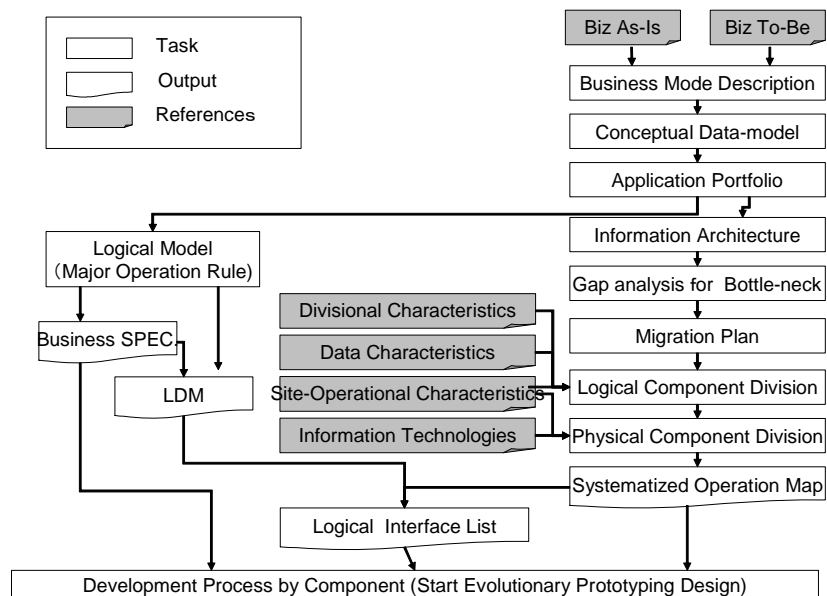 Task
Output
References
Biz As-Is
Biz To-Be
Business Mode Description
Conceptual Data-model
Application Portfolio
Logical Model
（Major Operation Rule)
Information Architecture
Gap analysis for Bottle-neck
Divisional Characteristics
Business SPEC.
Migration Plan
Data Characteristics
LDM
Site-Operational Characteristics
Logical Component Division
Information Technologies
Physical Component Division
Systematized Operation Map
Logical Interface List
Development Process by Component (Start Evolutionary Prototyping Design)